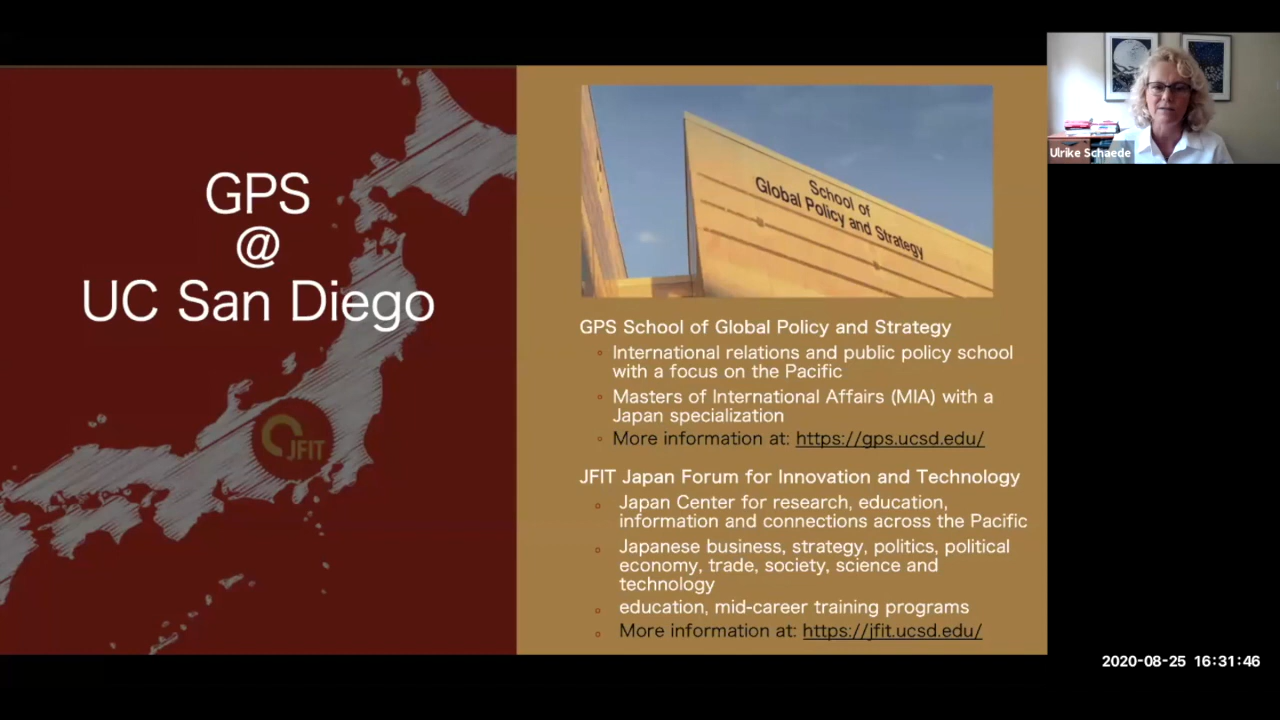 GPS
@
UC San Diego
JFIT
School of
Global Policy and Strategy
GPS School of Global Policy and Strategy
◦ International relations and public policy school
with a focus on the Pacific
◦ Masters of International Affairs (MIA) with a
Japan specialization
◦ More information at: https://gps.ucsd.edu/
JFIT Japan Forum for Innovation and Technology
◦ Japan Center for research, education,
information and connections across the Pacific
◦ Japanese business, strategy, politics, political
economy, trade, society, science and
technology
◦ education, mid-career training programs
◦ More information at: https://jfit.ucsd.edu/
Ulrike Schaede
2020-08-25 16:31:46